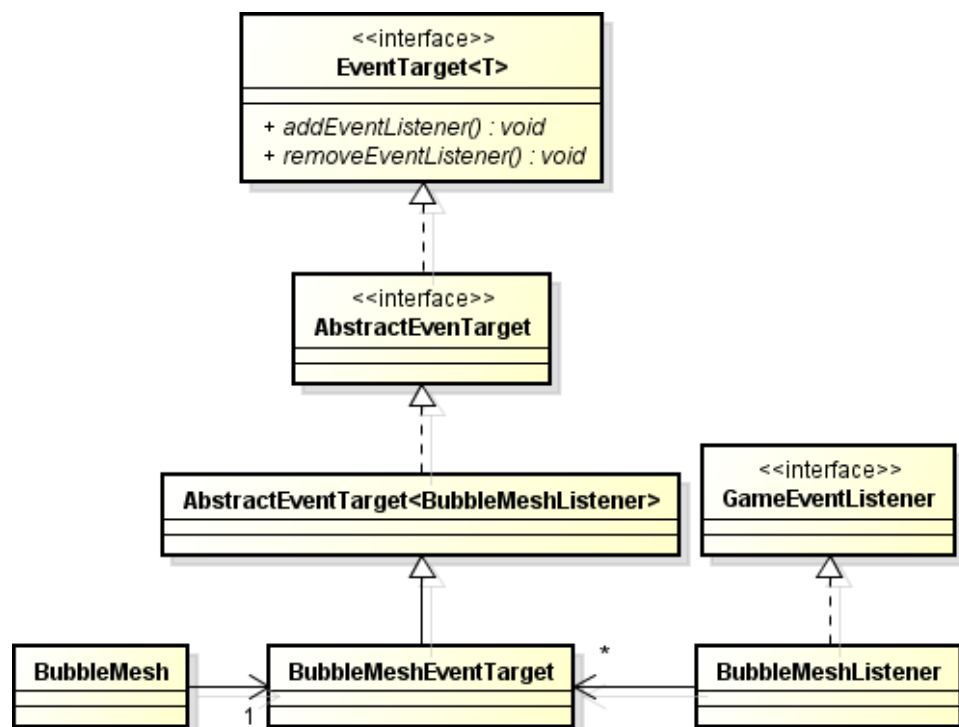 <<interface>>
EventTarget<T>
+ addEventListener() : void
+ removeEventListener() : void
<<interface>>
AbstractEvenTarget
AbstractEventTarget<BubbleMeshListener>
<<interface>>
GameEventListener
BubbleMesh
1
BubbleMeshEventTarget
*
BubbleMeshListener